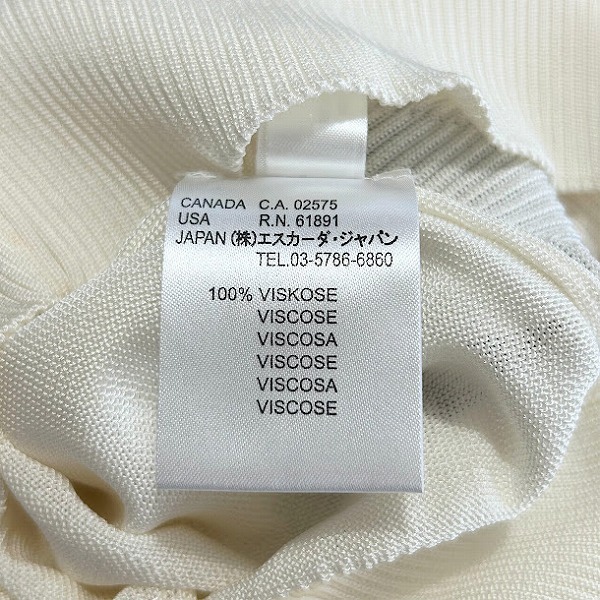 CANADA C.A. 02575
USA R.N. 61891
JAPAN (株)エスカーダ・ジャパン
TEL.03-5786-6860
100% VISKOSE
VISCOSE
VISCOSA
VISCOSE
VISCOSA
VISCOSE